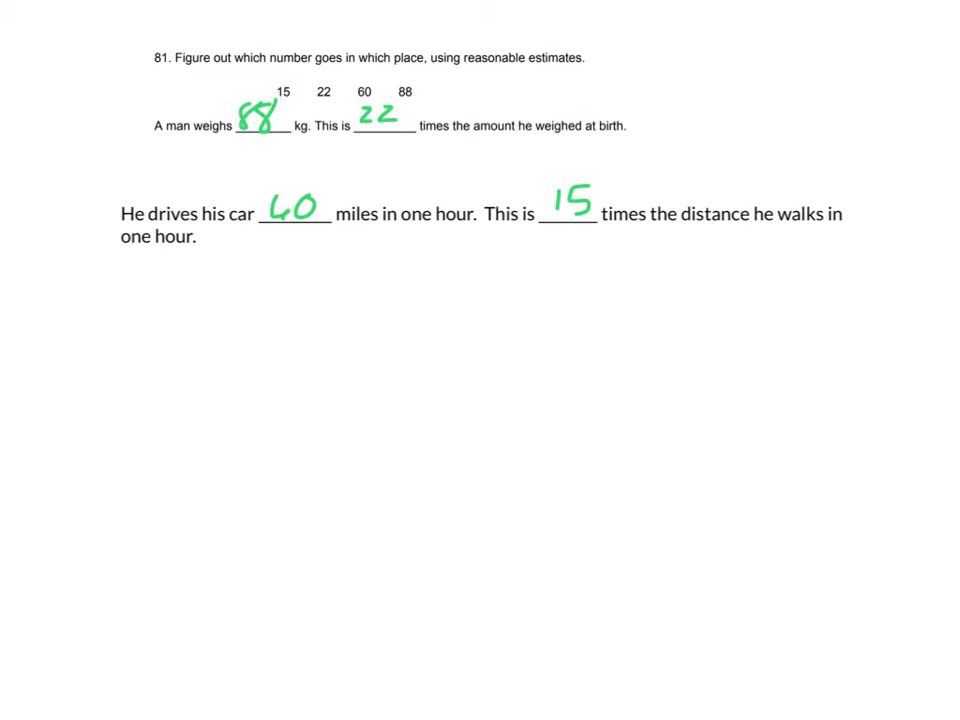 81. Figure out which number goes in which place, using reasonable estimates.
15 22 60 88
A man weighs 88 kg. This is 22 times the amount he weighed at birth.
He drives his car 60 miles in one hour. This is 15 times the distance he walks in
one hour.